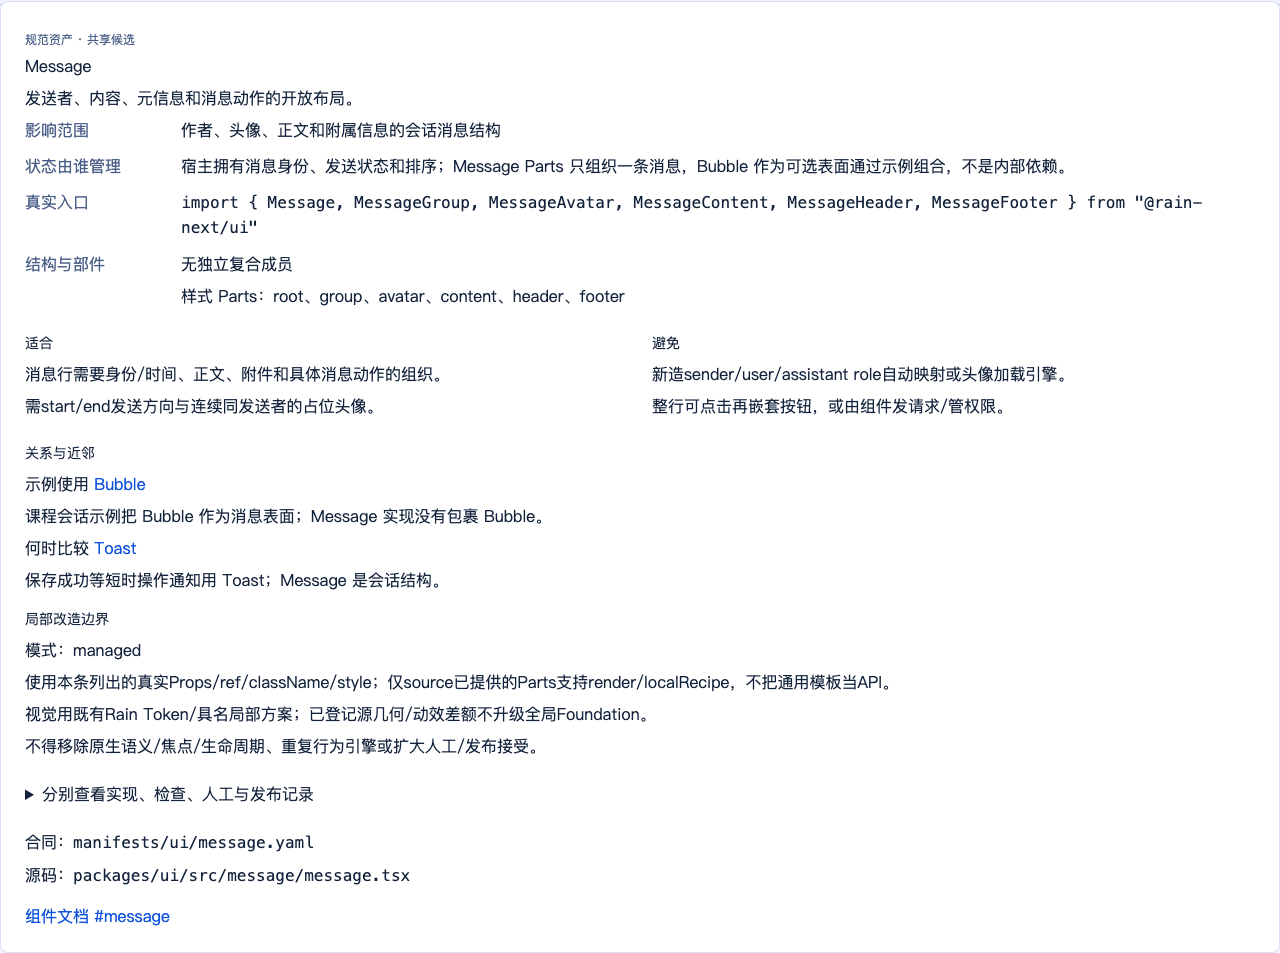 规范资产 · 共享候选
Message
发送者、内容、元信息和消息动作的开放布局。
影响范围 作者、头像、正文和附属信息的会话消息结构
状态由谁管理 宿主拥有消息身份、发送状态和排序；Message Parts 只组织一条消息，Bubble 作为可选表面通过示例组合，不是内部依赖。
真实入口 import { Message, MessageGroup, MessageAvatar, MessageContent, MessageHeader, MessageFooter } from "@rain-
next/ui"
结构与部件 无独立复合成员
样式 Parts：root、group、avatar、content、header、footer
适合
消息行需要身份/时间、正文、附件和具体消息动作的组织。
需start/end发送方向与连续同发送者的占位头像。
避免
新造sender/user/assistant role自动映射或头像加载引擎。
整行可点击再嵌套按钮，或由组件发请求/管权限。
关系与近邻
示例使用 Bubble
课程会话示例把 Bubble 作为消息表面；Message 实现没有包裹 Bubble。
何时比较 Toast
保存成功等短时操作通知用 Toast；Message 是会话结构。
局部改造边界
模式：managed
使用本条列出的真实Props/ref/className/style；仅source已提供的Parts支持render/localRecipe，不把通用模板当API。
视觉用既有Rain Token/具名局部方案；已登记源几何/动效差额不升级全局Foundation。
不得移除原生语义/焦点/生命周期、重复行为引擎或扩大人工/发布接受。
▶ 分别查看实现、检查、人工与发布记录
合同：manifests/ui/message.yaml
源码：packages/ui/src/message/message.tsx
组件文档 #message